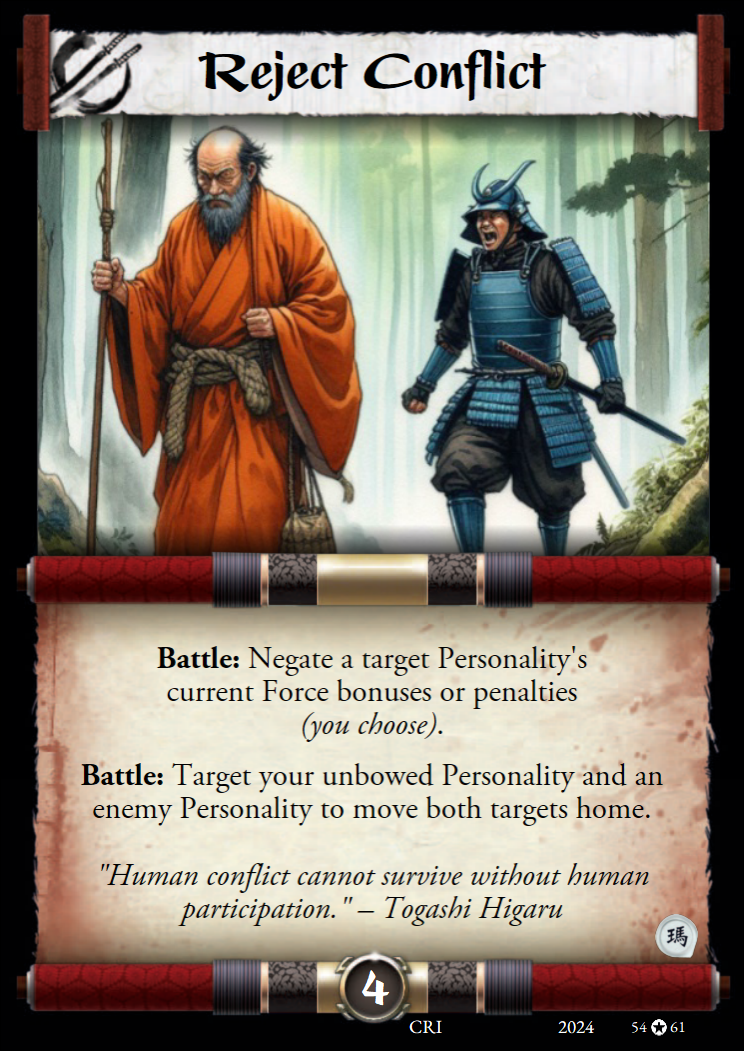 Reject Conflict
Battle: Negate a target Personality's
current Force bonuses or penalties
(you choose).
Battle: Target your unbowed Personality and an
enemy Personality to move both targets home.
"Human conflict cannot survive without human
participation." – Togashi Higaru
瑪
4
CRI 2024 54 ✪ 61